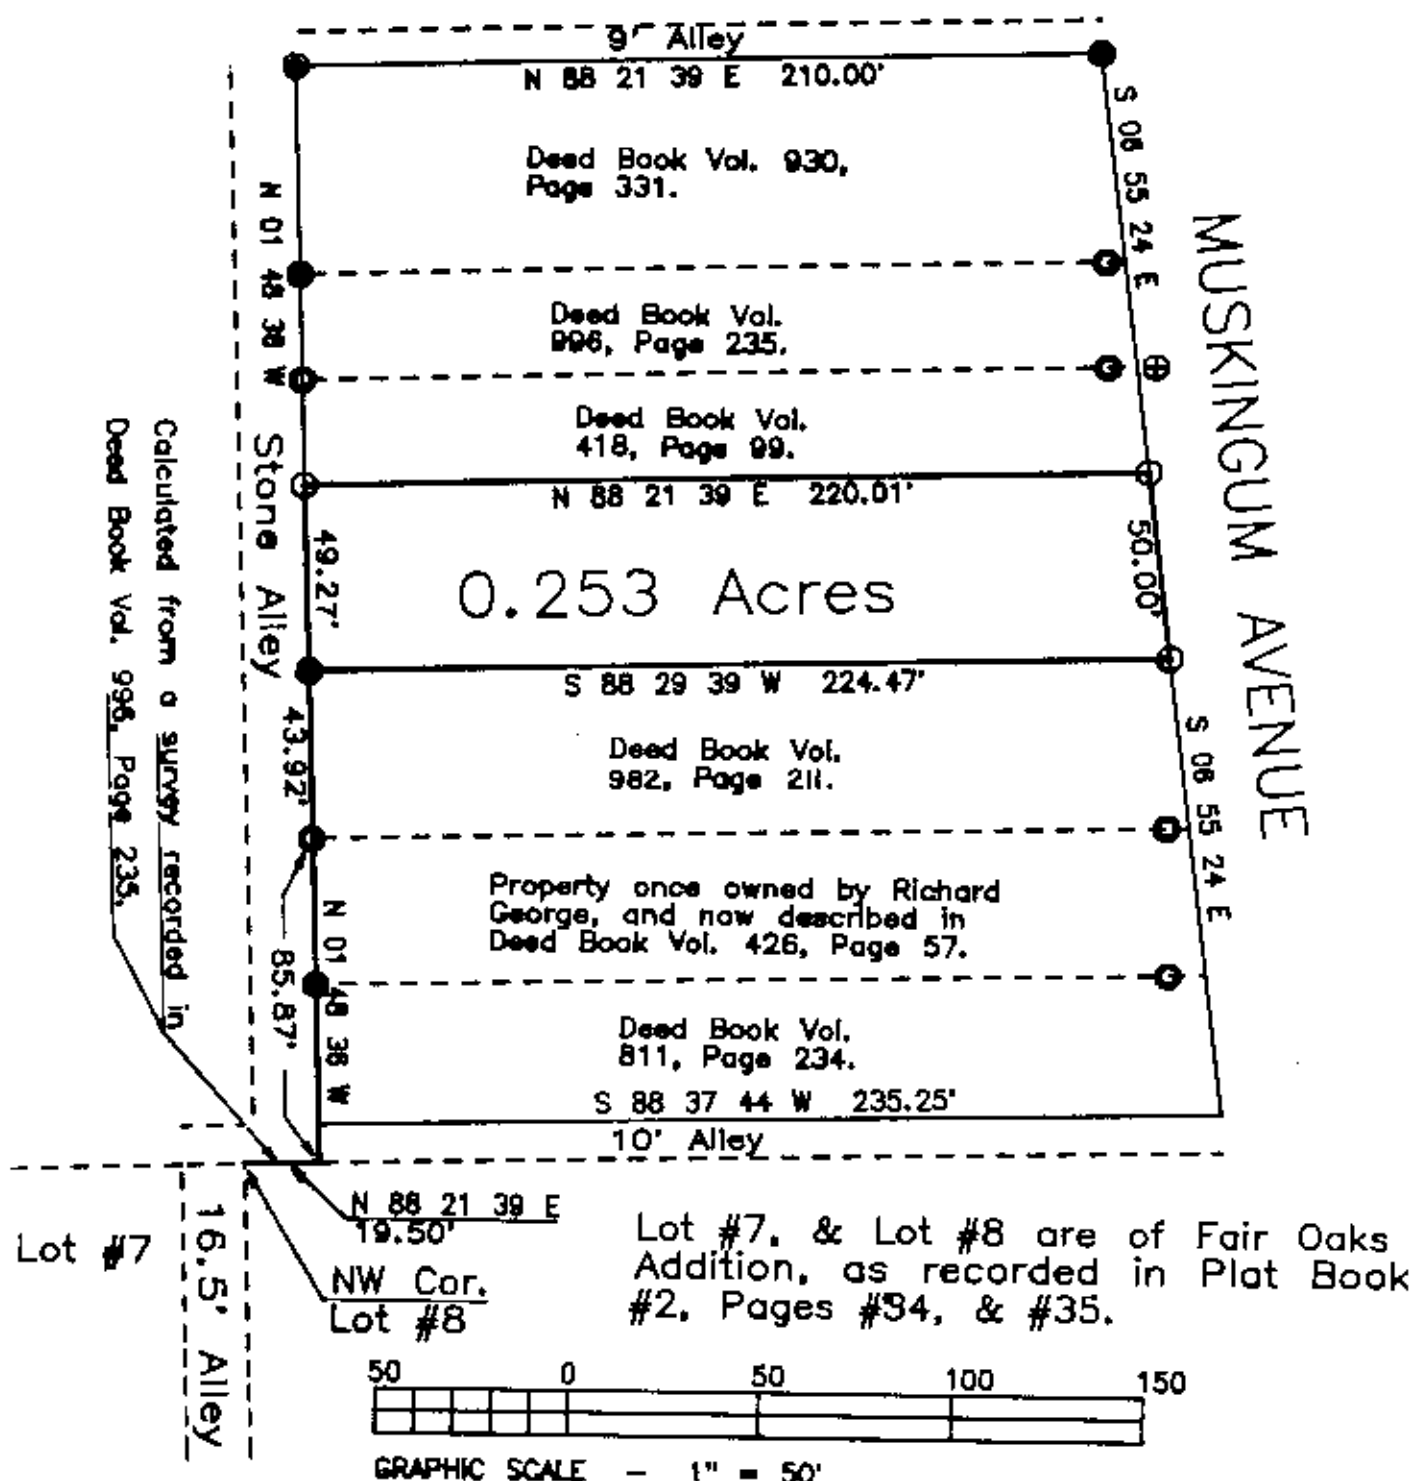 9' Alley
N 88 21 39 E 210.00'
S 06 55 24 E
Deed Book Vol. 930,
Page 331.
N 01 48 38 W
MUSKINGUM AVENUE
Deed Book Vol.
996, Page 235.
Deed Book Vol.
418, Page 99.
Stone Alley
N 88 21 39 E 220.01'
Calculated from a survey recorded in
Deed Book Vol. 996, Page 235.
49.27'
0.253 Acres
50.00'
S 88 29 39 W 224.47'
43.92'
Deed Book Vol.
982, Page 211.
S 06 55 24 E
Property once owned by Richard
George, and now described in
Deed Book Vol. 426, Page 57.
N 01 48 38 W
85.87'
Deed Book Vol.
811, Page 234.
S 88 37 44 W 235.25'
10' Alley
N 88 21 39 E
19.50'
Lot #7
16.5' Alley
NW Cor.
Lot #8
Lot #7, & Lot #8 are of Fair Oaks
Addition, as recorded in Plat Book
#2, Pages #34, & #35.
50 0 50 100 150
GRAPHIC SCALE – 1" = 50'